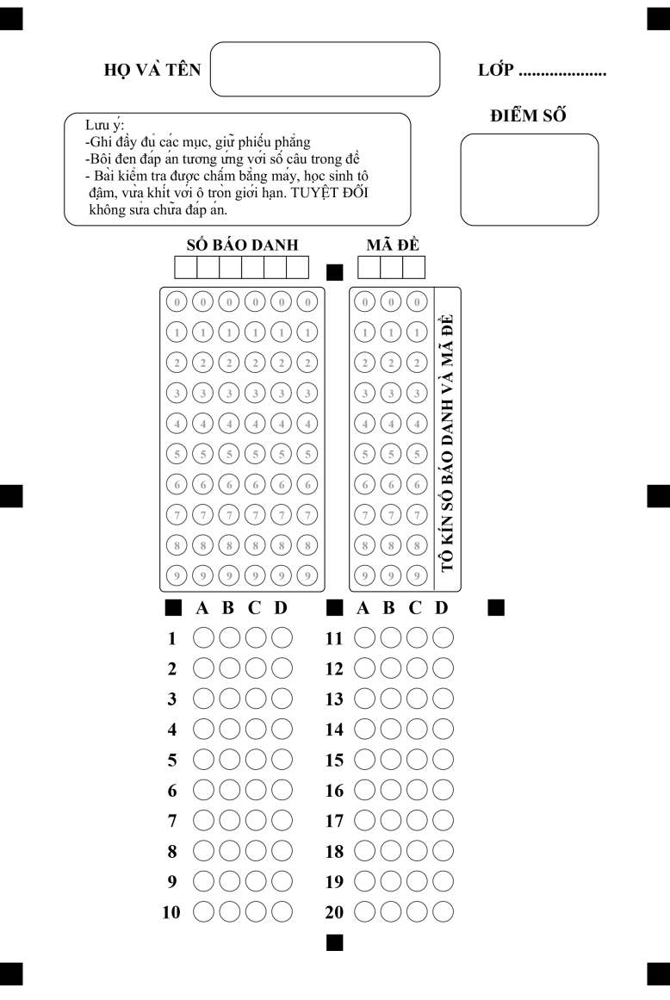 HỌ VÀ TÊN
LỚP ....................
ĐIỂM SỐ
Lưu ý:
-Ghi đầy đủ các mục, giữ phiếu phẳng
-Bôi đen đáp án tương ứng với số câu trong đề
- Bài kiểm tra được chấm bằng máy, học sinh tô
đậm, vừa khít với ô tròn giới hạn. TUYỆT ĐỐI
không sửa chữa đáp án.
SỐ BÁO DANH MÃ ĐỀ
0 0 0 0 0 0 0 0 0
1 1 1 1 1 1 1 1 1
2 2 2 2 2 2 2 2 2
3 3 3 3 3 3 3 3 3
4 4 4 4 4 4 4 4 4
5 5 5 5 5 5 5 5 5
6 6 6 6 6 6 6 6 6
7 7 7 7 7 7 7 7 7
8 8 8 8 8 8 8 8 8
9 9 9 9 9 9 9 9 9
TÔ KÍN SỐ BÁO DANH VÀ MÃ ĐỀ
A B C D A B C D
1 11
2 12
3 13
4 14
5 15
6 16
7 17
8 18
9 19
10 20